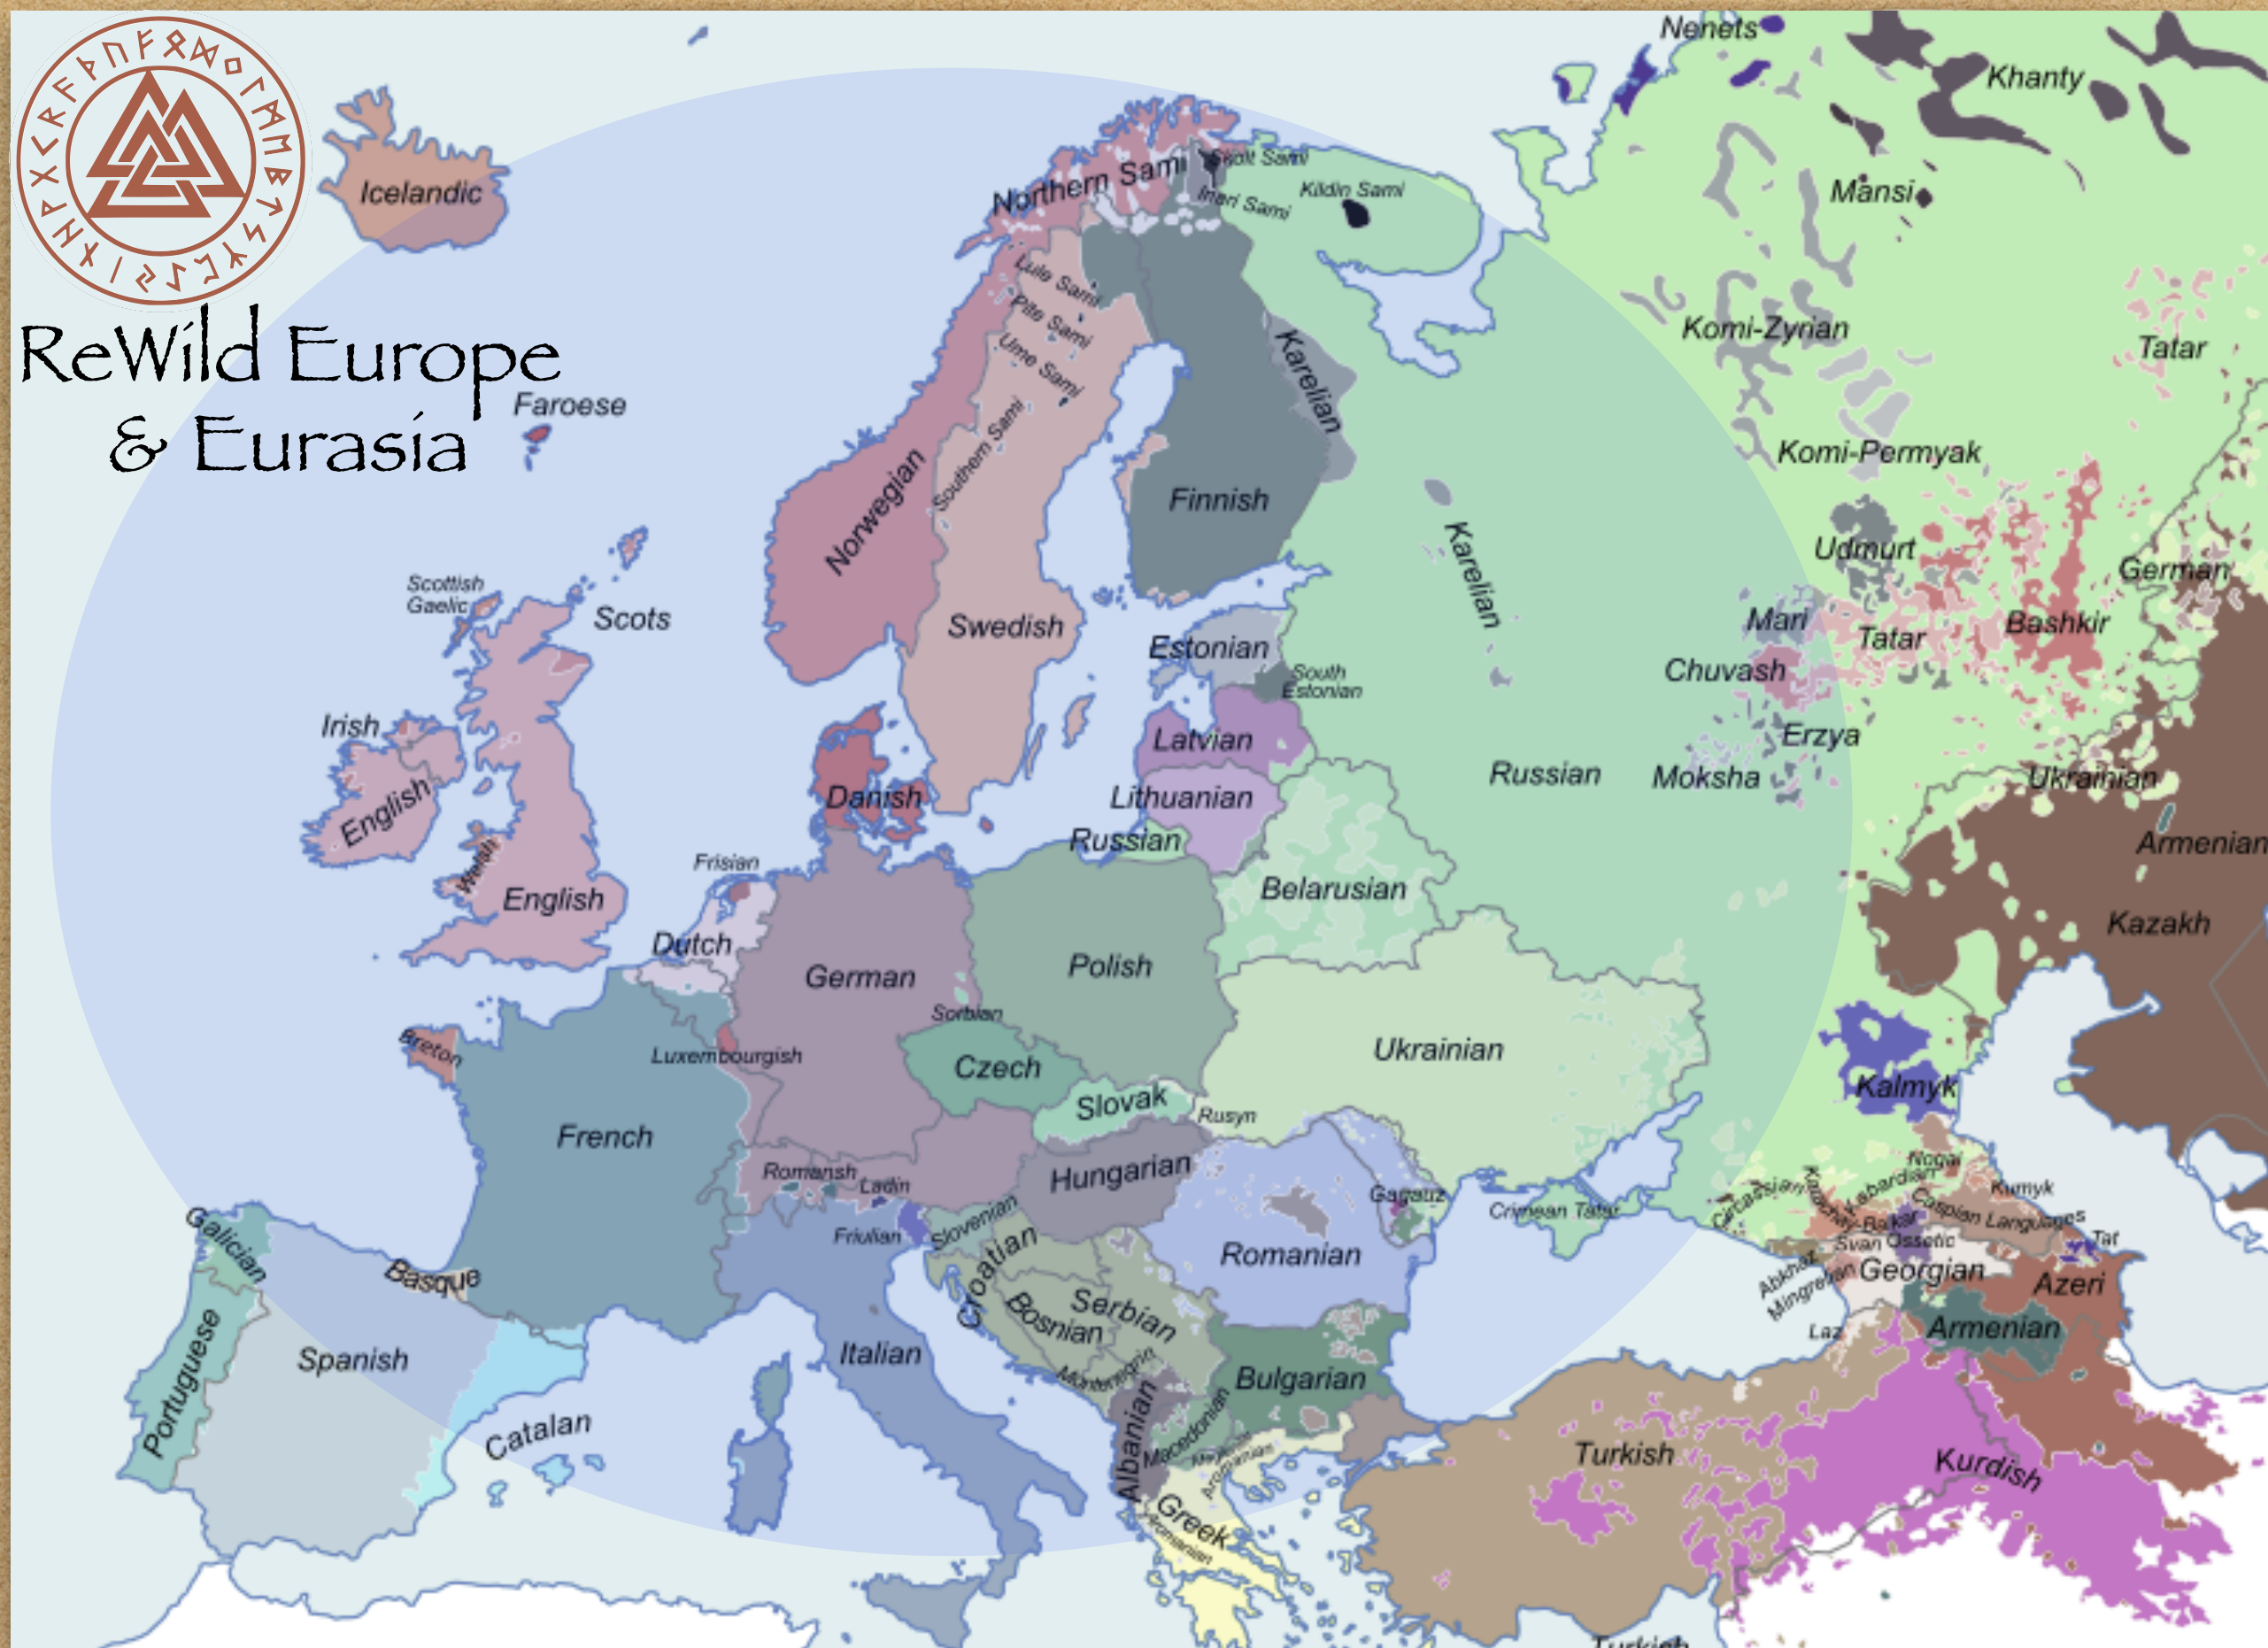 ReWild Europe
& Eurasia
Nenets
Khanty
Mansi
Icelandic
Northern Sami
Skolt Sami
Inari Sami
Kildin Sami
Lule Sami
Pite Sami
Ume Sami
Southern Sami
Komi-Zyrian
Tatar
Karelian
Faroese
Komi-Permyak
Norwegian
Finnish
Karelian
Udmurt
German
Scottish
Gaelic
Scots
Swedish
Estonian
South
Estonian
Mari
Tatar
Bashkir
Chuvash
Irish
Latvian
Erzya
Russian
Moksha
Ukrainian
English
Danish
Lithuanian
Russian
Armenian
Welsh
English
Frisian
Belarusian
Kazakh
Dutch
German
Polish
Sorbian
Breton
Luxembourgish
Czech
Ukrainian
Kalmyk
Slovak
Rusyn
French
Romansh
Ladin
Hungarian
Nogai
Kabardian
Circassian
Karachay-Balkar
Kumyk
Caspian Languages
Gagauz
Crimean Tatar
Galician
Friulian
Slovenian
Svan
Ossetic
Tat
Basque
Croatian
Romanian
Abkhaz
Mingrelian
Georgian
Azeri
Portuguese
Spanish
Italian
Bosnian
Serbian
Laz
Armenian
Montenegrin
Bulgarian
Catalan
Albanian
Macedonian
Aromanian
Turkish
Kurdish
Greek
Aromanian
Turkish